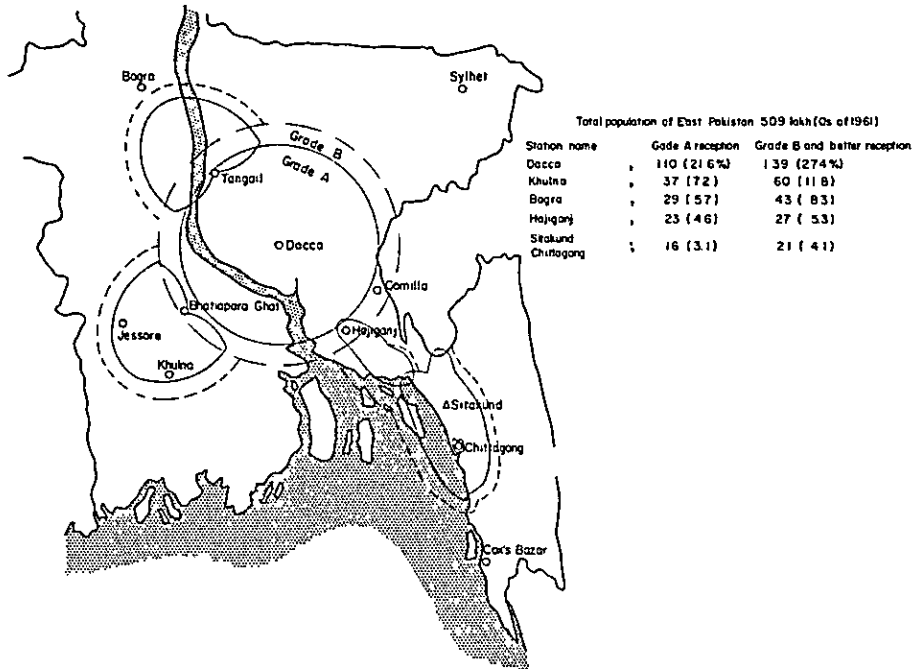 Bogra
Sylhet
Total population of East Pakistan 509 lakh (As of 1961)
Station name Gade A reception Grade B and better reception
Dacca " 110 (21.6%) 139 (27.4%)
Khulna " 37 (7.2) 60 (11.8)
Bogra " 29 (5.7) 43 (8.3)
Hajiganj " 23 (4.6) 27 (5.3)
Sitakund
Chittagong " 16 (3.1) 21 (4.1)
Grade B
Grade A
Tangail
Dacca
Comilla
Bhatiapara Ghat
Hajiganj
Jessore
Khulna
Sitakund
Chittagong
Cox's Bazar